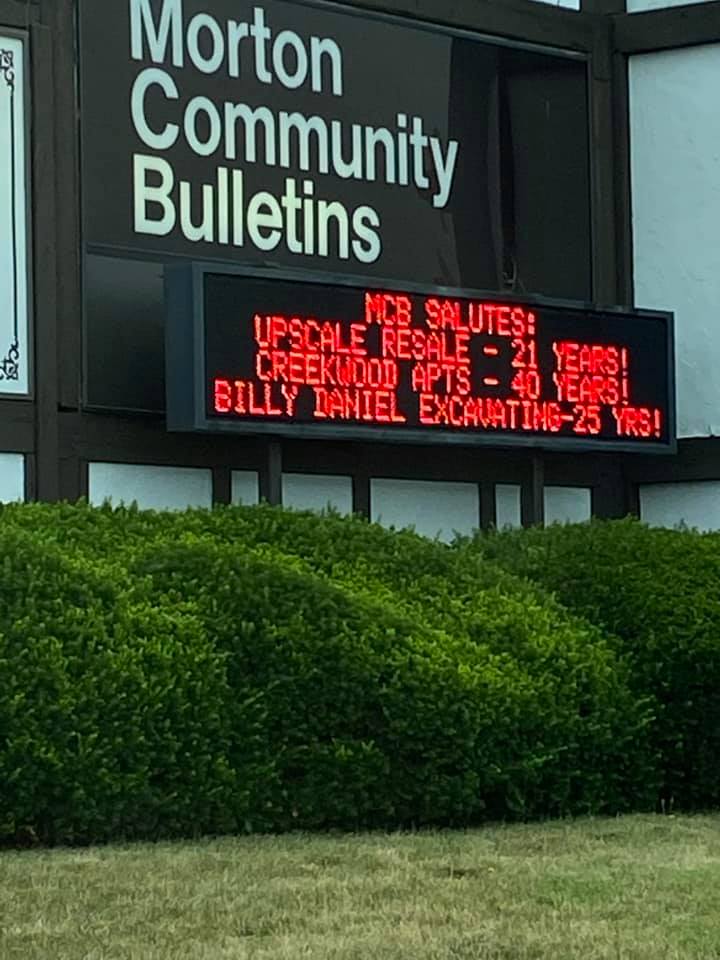 Morton
Community
Bulletins
MCB SALUTES:
UPSCALE RESALE - 21 YEARS!
CREEKWOOD APTS - 40 YEARS!
BILLY DANIEL EXCAVATING-25 YRS!